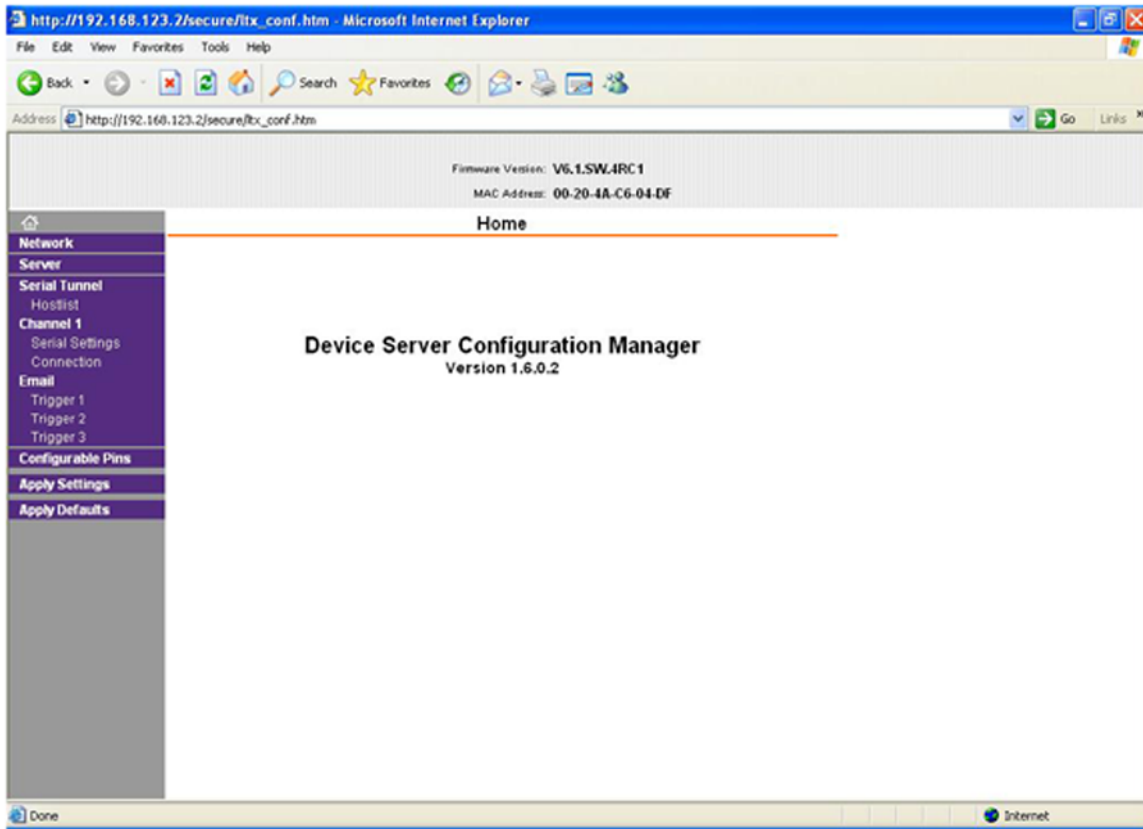 http://192.168.123.2/secure/ltx_conf.htm - Microsoft Internet Explorer
File Edit View Favorites Tools Help
Back Search Favorites
Address http://192.168.123.2/secure/ltx_conf.htm Go Links »
Firmware Version: V6.1.SW.4RC1
MAC Address: 00-20-4A-C6-04-DF
Home
Network
Server
Serial Tunnel
Hostlist
Channel 1
Serial Settings
Connection
Email
Trigger 1
Trigger 2
Trigger 3
Configurable Pins
Apply Settings
Apply Defaults
Device Server Configuration Manager
Version 1.6.0.2
Done Internet